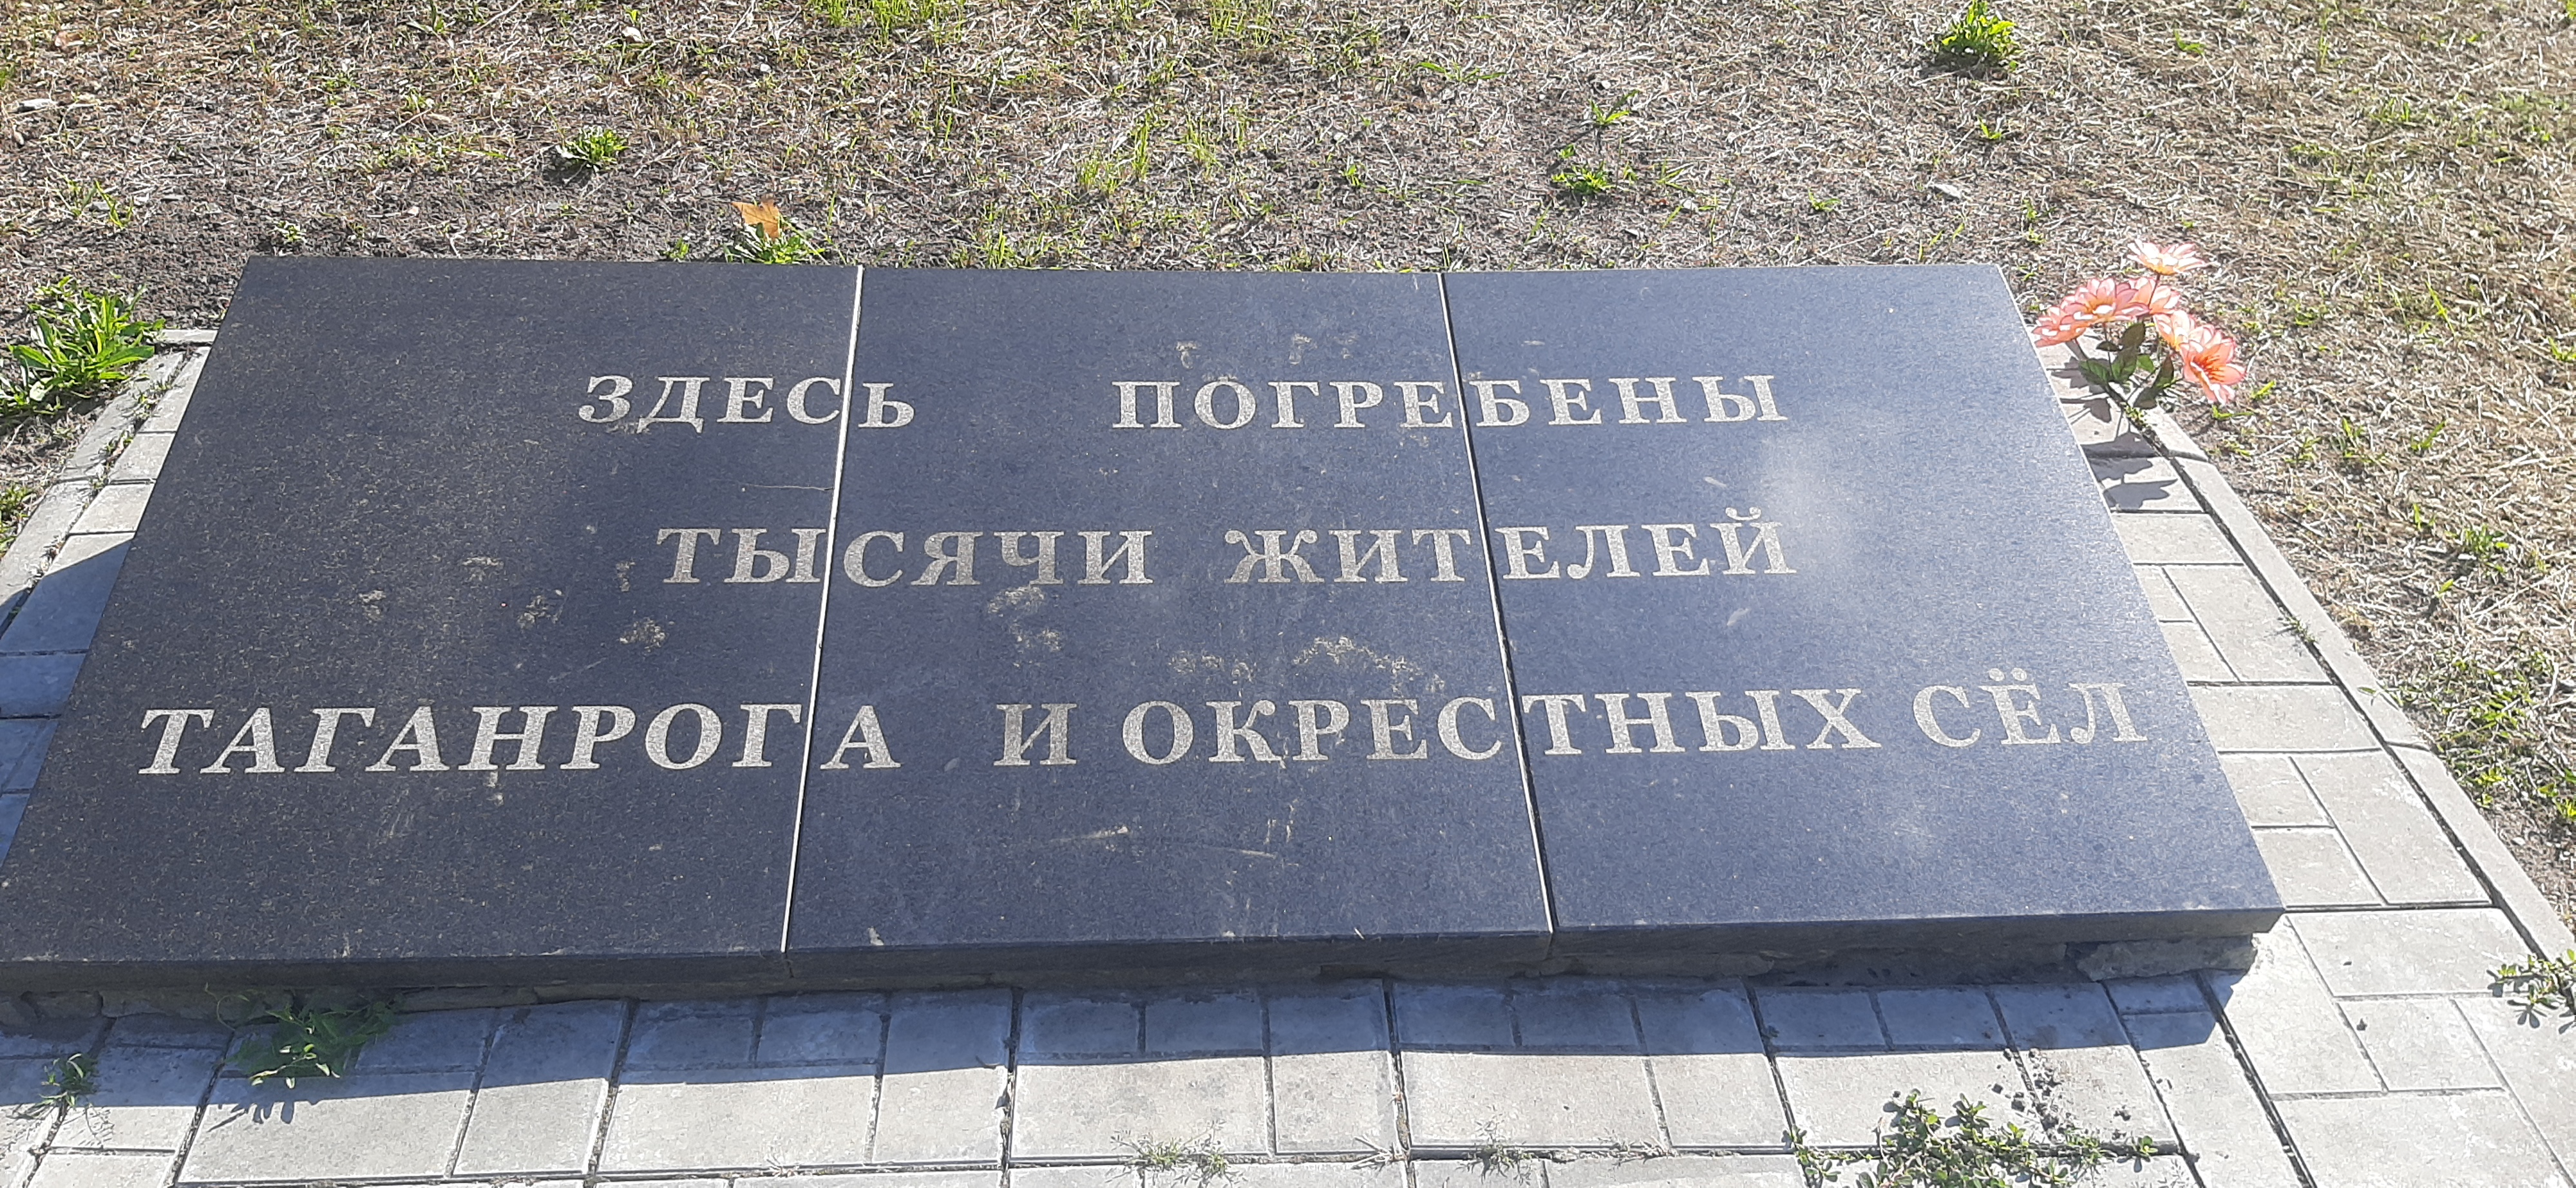 ЗДЕСЬ ПОГРЕБЕНЫ
ТЫСЯЧИ ЖИТЕЛЕЙ
ТАГАНРОГА И ОКРЕСТНЫХ СЁЛ